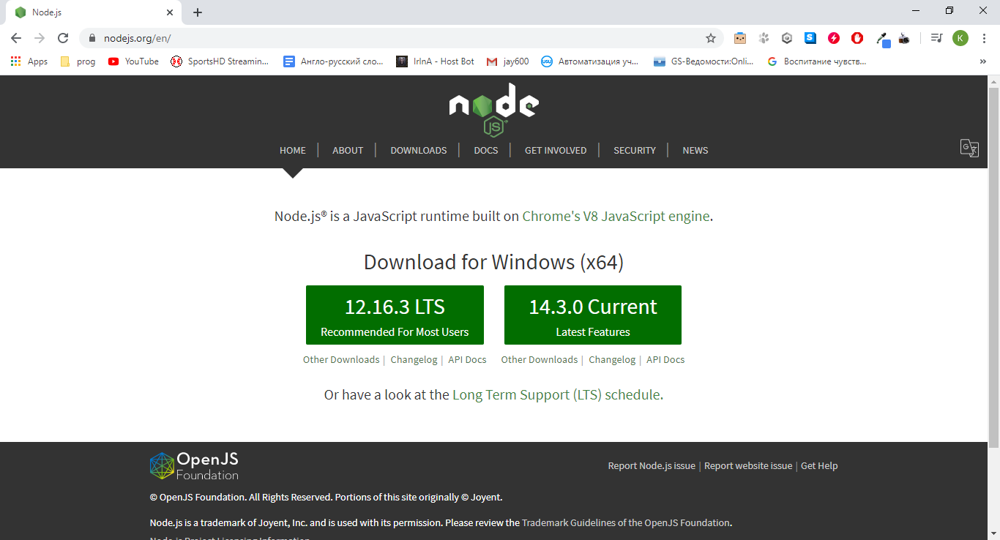 Node.js
nodejs.org/en/
K
Apps prog YouTube SportsHD Streamin... Англо-русский сло... IrInA - Host Bot jay600 Автоматизация уч... GS-Ведомости:Onli... Воспитание чувств...
node
JS
HOME | ABOUT | DOWNLOADS | DOCS | GET INVOLVED | SECURITY | NEWS
Node.js® is a JavaScript runtime built on Chrome's V8 JavaScript engine.
Download for Windows (x64)
12.16.3 LTS
Recommended For Most Users
14.3.0 Current
Latest Features
Other Downloads | Changelog | API Docs
Other Downloads | Changelog | API Docs
Or have a look at the Long Term Support (LTS) schedule.
OpenJS
Foundation
Report Node.js issue | Report website issue | Get Help
© OpenJS Foundation. All Rights Reserved. Portions of this site originally © Joyent.
Node.js is a trademark of Joyent, Inc. and is used with its permission. Please review the Trademark Guidelines of the OpenJS Foundation.
Node.js Project Licensing Information